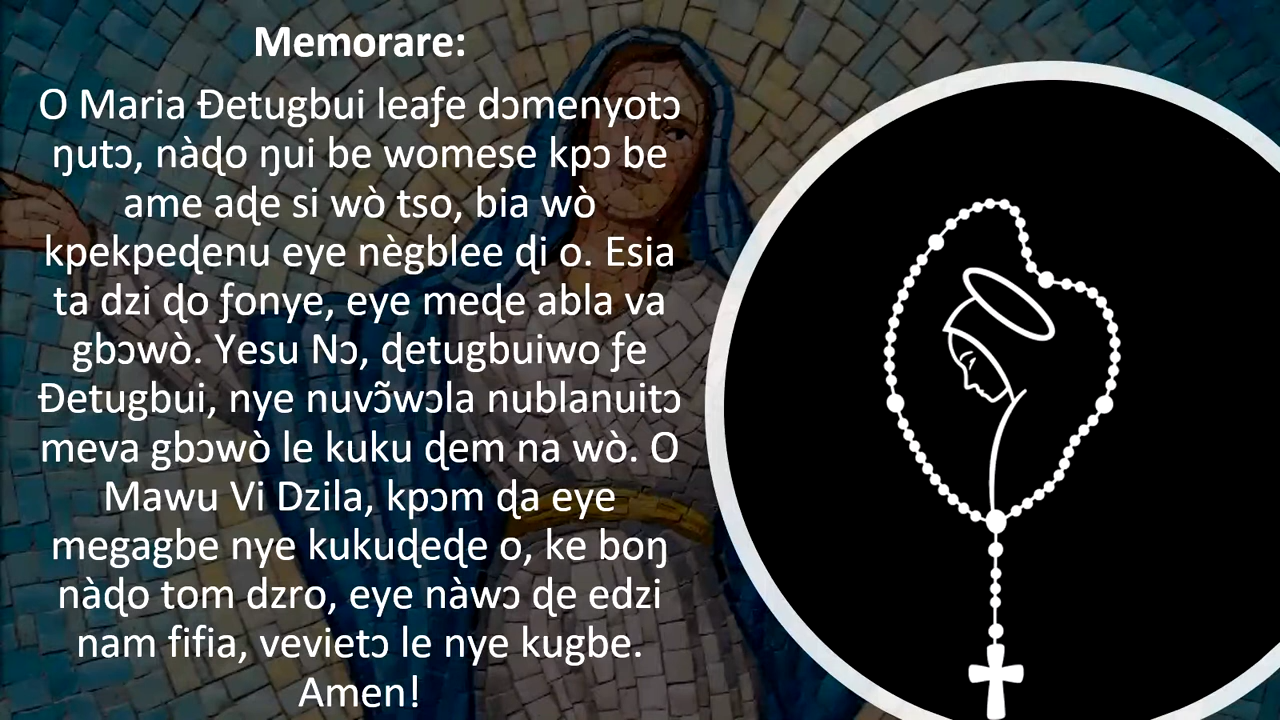 Memorare:
O Maria Ɖetugbui leaƒe dɔmenyotɔ
ŋutɔ, nàɖo ŋui be womese kpɔ be
ame aɖe si wò tso, bia wò
kpekpeɖenu eye nègblee ɖi o. Esia
ta dzi ɖo ƒonye, eye meɖe abla va
gbɔwò. Yesu Nɔ, ɖetugbuiwo ƒe
Ɖetugbui, nye nuvɔ̃wɔla nublanuitɔ
meva gbɔwò le kuku ɖem na wò. O
Mawu Vi Dzila, kpɔm ɖa eye
megagbe nye kukuɖeɖe o, ke boŋ
nàɖo tom dzro, eye nàwɔ ɖe edzi
nam fifia, vevietɔ le nye kugbe.
Amen!